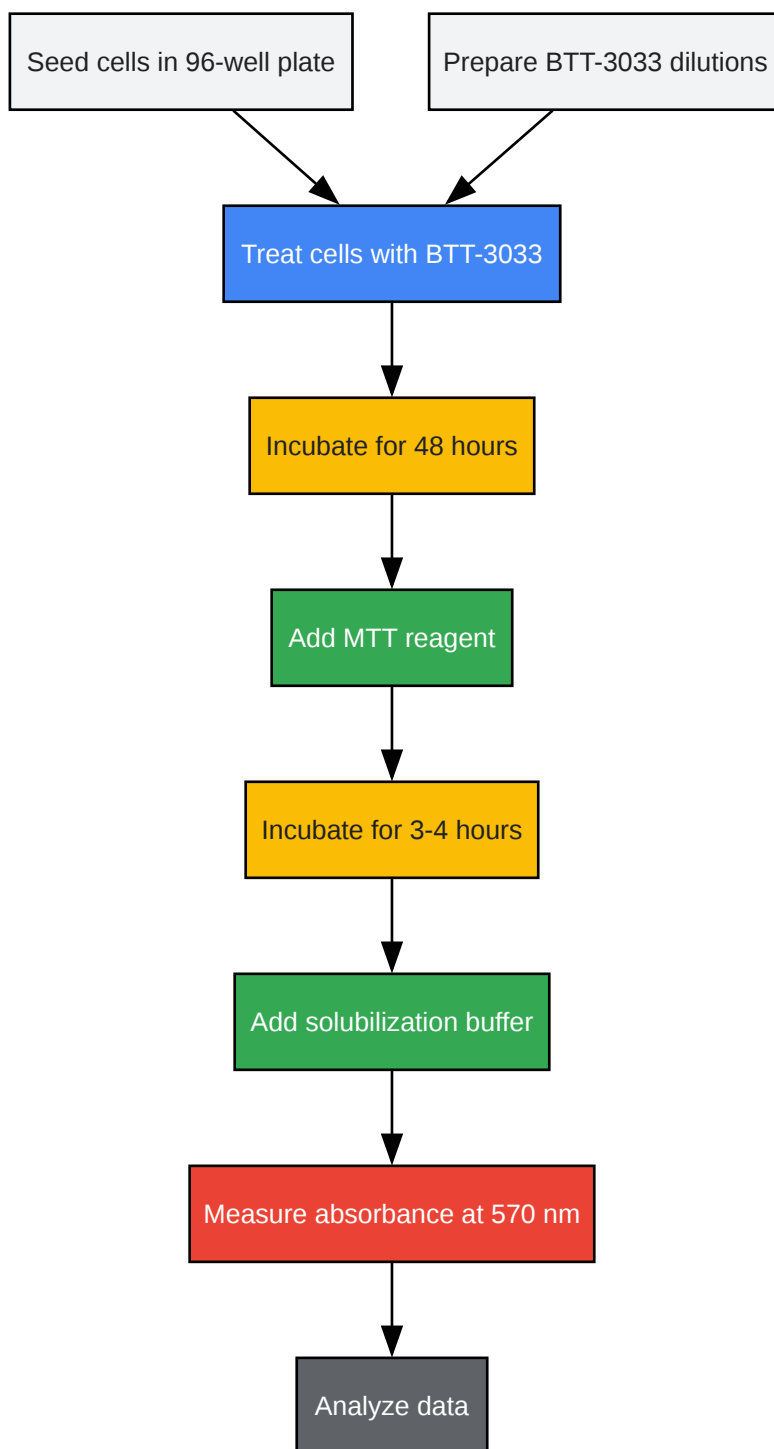 Seed cells in 96-well plate
Prepare BTT-3033 dilutions
Treat cells with BTT-3033
Incubate for 48 hours
Add MTT reagent
Incubate for 3-4 hours
Add solubilization buffer
Measure absorbance at 570 nm
Analyze data